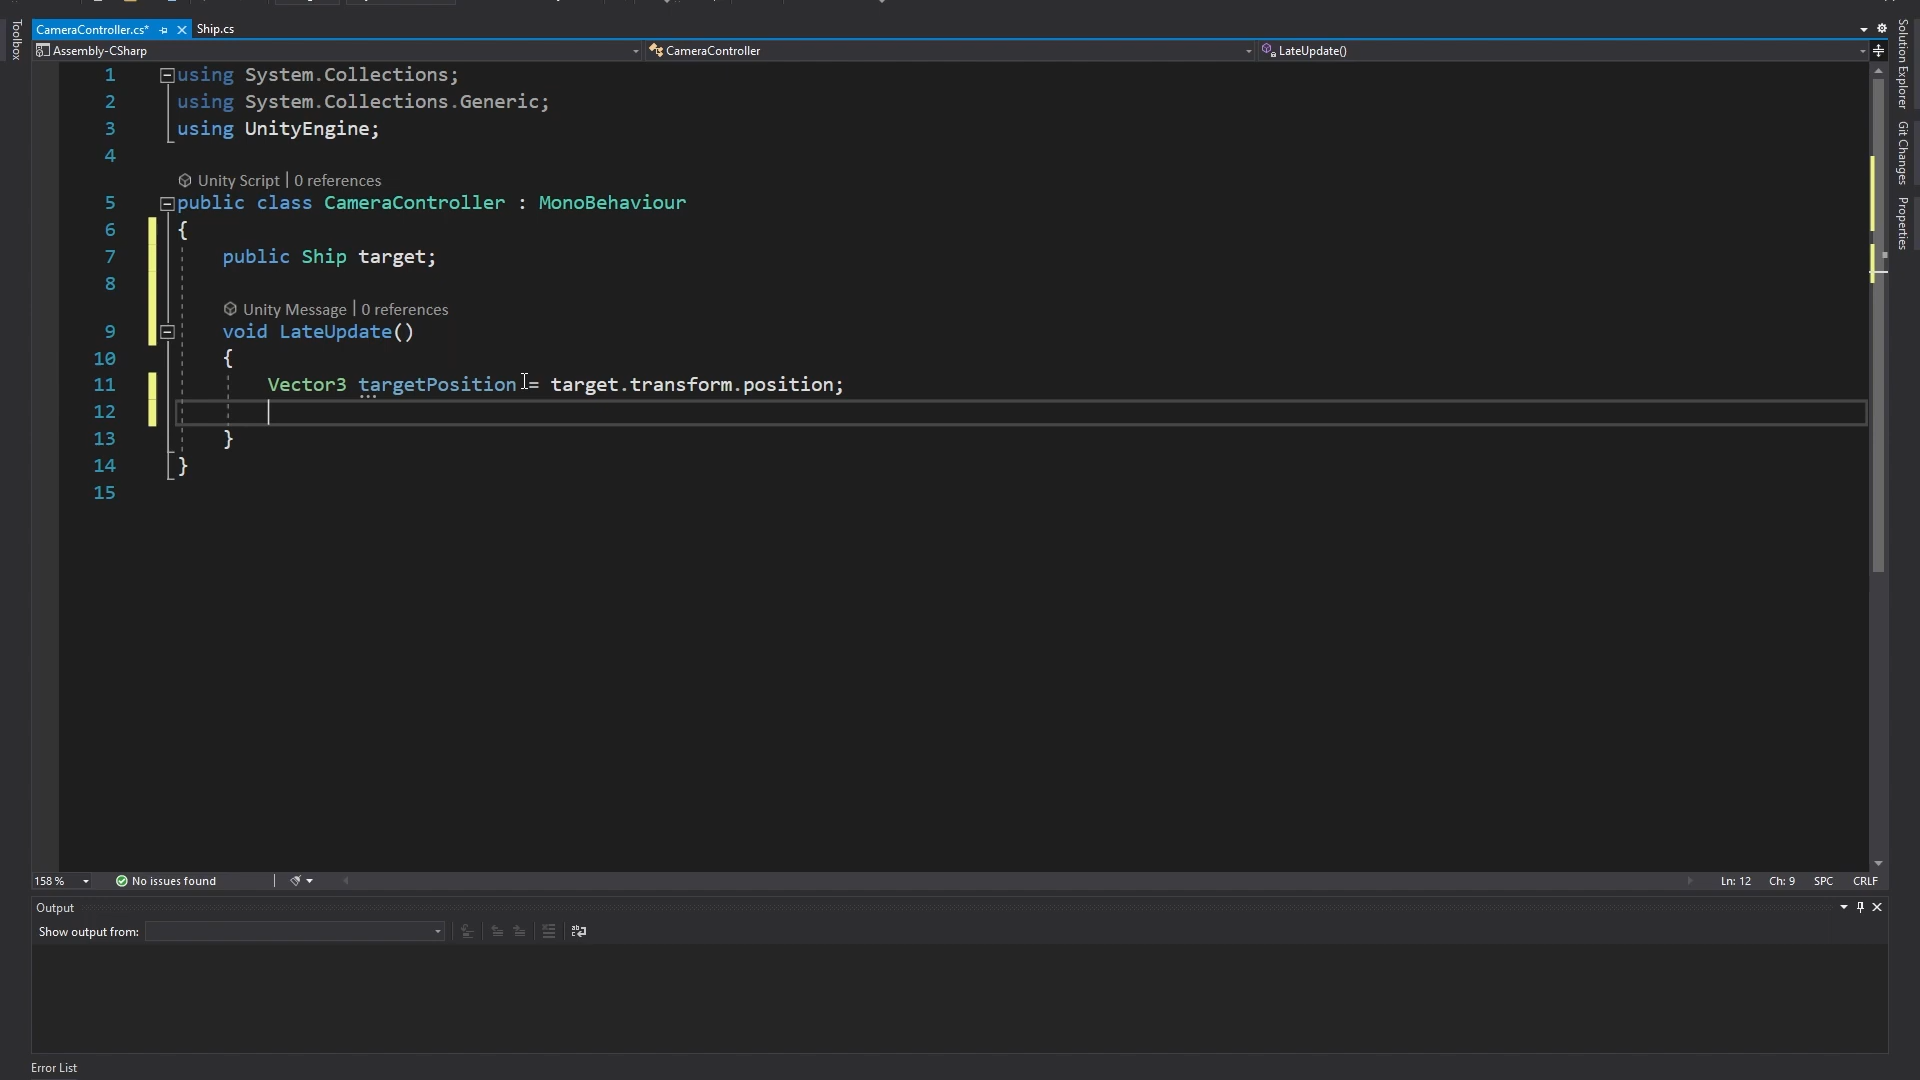 CameraController.cs*
Ship.cs
Toolbox
Assembly-CSharp
CameraController
LateUpdate()
Solution Explorer
Git Changes
Properties
1 using System.Collections;
2 using System.Collections.Generic;
3 using UnityEngine;
4
Unity Script | 0 references
5 public class CameraController : MonoBehaviour
6 {
7 public Ship target;
8
Unity Message | 0 references
9 void LateUpdate()
10 {
11 Vector3 targetPosition = target.transform.position;
12
13 }
14 }
15
158 %
No issues found
Ln: 12 Ch: 9 SPC CRLF
Output
Show output from:
Error List